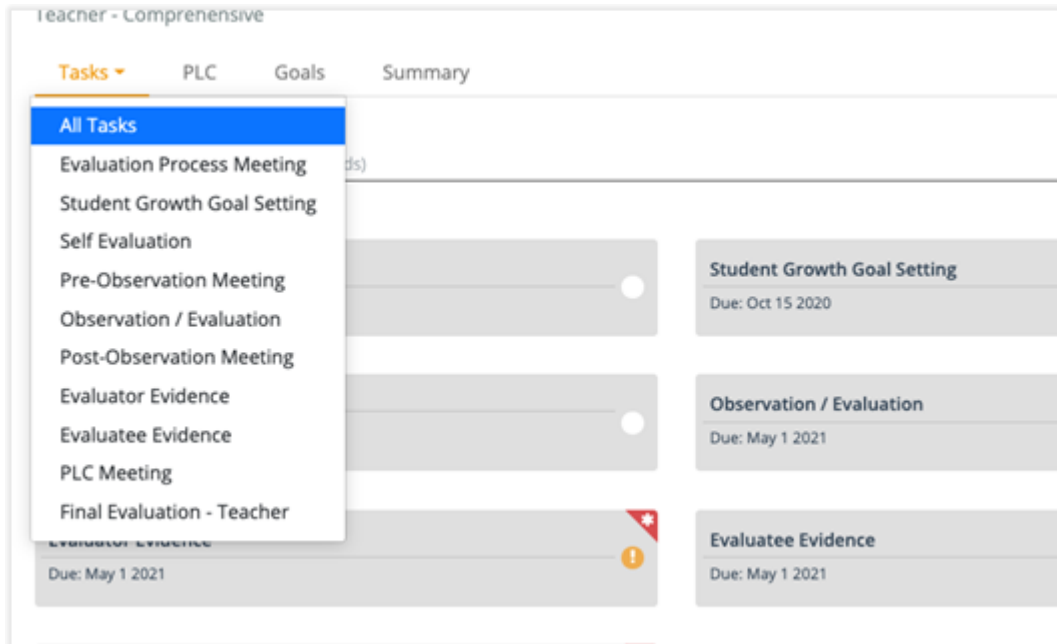 Teacher - Comprehensive
Tasks PLC Goals Summary
All Tasks
Evaluation Process Meeting
ds)
Student Growth Goal Setting
Self Evaluation
Pre-Observation Meeting
Observation / Evaluation
Post-Observation Meeting
Evaluator Evidence
Evaluatee Evidence
PLC Meeting
Final Evaluation - Teacher
Student Growth Goal Setting
Due: Oct 15 2020
Observation / Evaluation
Due: May 1 2021
Evaluator Evidence
Due: May 1 2021
Evaluatee Evidence
Due: May 1 2021